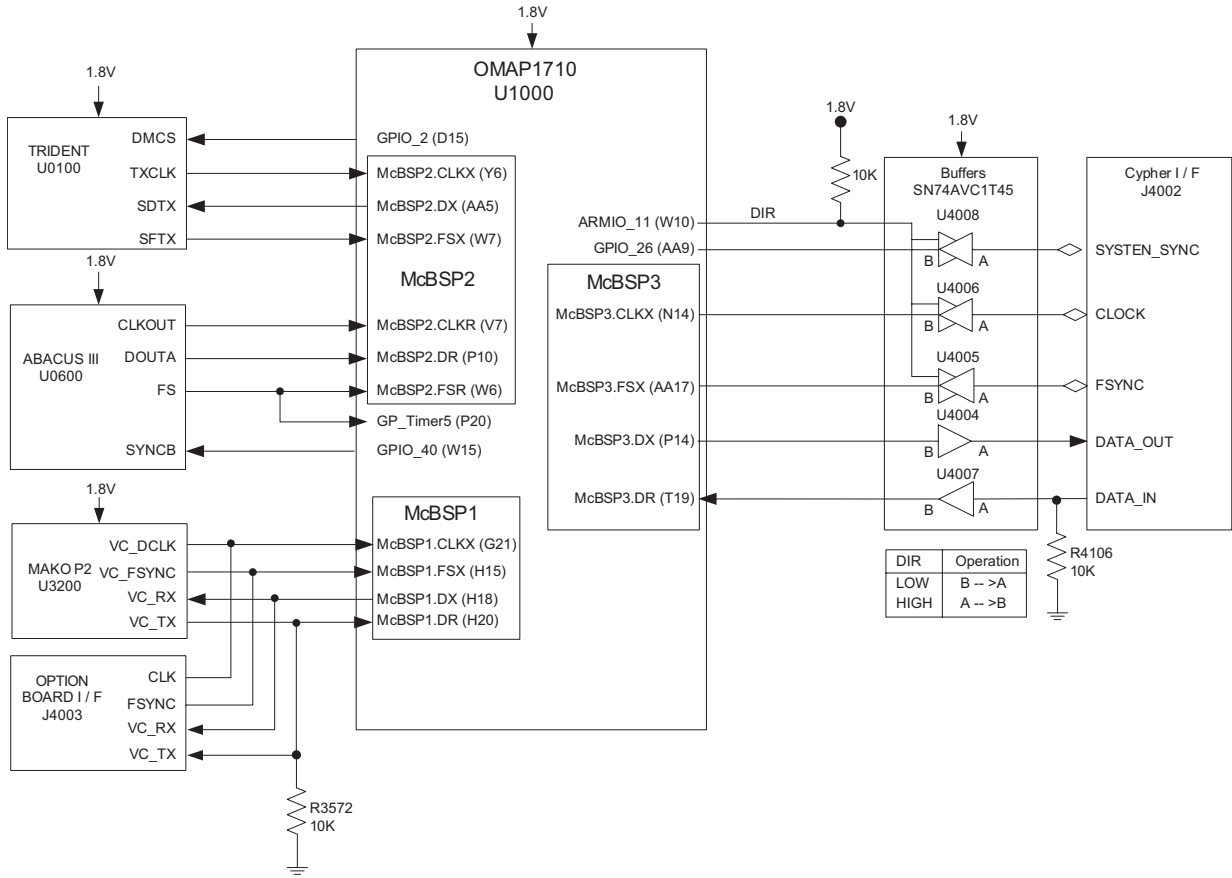 1.8V
OMAP1710
U1000
1.8V
TRIDENT
U0100
DMCS
TXCLK
SDTX
SFTX
GPIO_2 (D15)
McBSP2.CLKX (Y6)
McBSP2.DX (AA5)
McBSP2.FSX (W7)
McBSP2
McBSP2.CLKR (V7)
McBSP2.DR (P10)
McBSP2.FSR (W6)
GP_Timer5 (P20)
GPIO_40 (W15)
1.8V
ABACUS III
U0600
CLKOUT
DOUTA
FS
SYNCB
1.8V
MAKO P2
U3200
VC_DCLK
VC_FSYNC
VC_RX
VC_TX
McBSP1
McBSP1.CLKX (G21)
McBSP1.FSX (H15)
McBSP1.DX (H18)
McBSP1.DR (H20)
OPTION
BOARD I / F
J4003
CLK
FSYNC
VC_RX
VC_TX
R3572
10K
ARMIO_11 (W10)
GPIO_26 (AA9)
McBSP3
McBSP3.CLKX (N14)
McBSP3.FSX (AA17)
McBSP3.DX (P14)
McBSP3.DR (T19)
DIR
1.8V
10K
1.8V
Buffers
SN74AVC1T45
U4008
B A
U4006
B A
U4005
B A
U4004
B A
U4007
B A
Cypher I / F
J4002
SYSTEN_SYNC
CLOCK
FSYNC
DATA_OUT
DATA_IN
R4106
10K
DIR Operation
LOW B -- >A
HIGH A -- >B